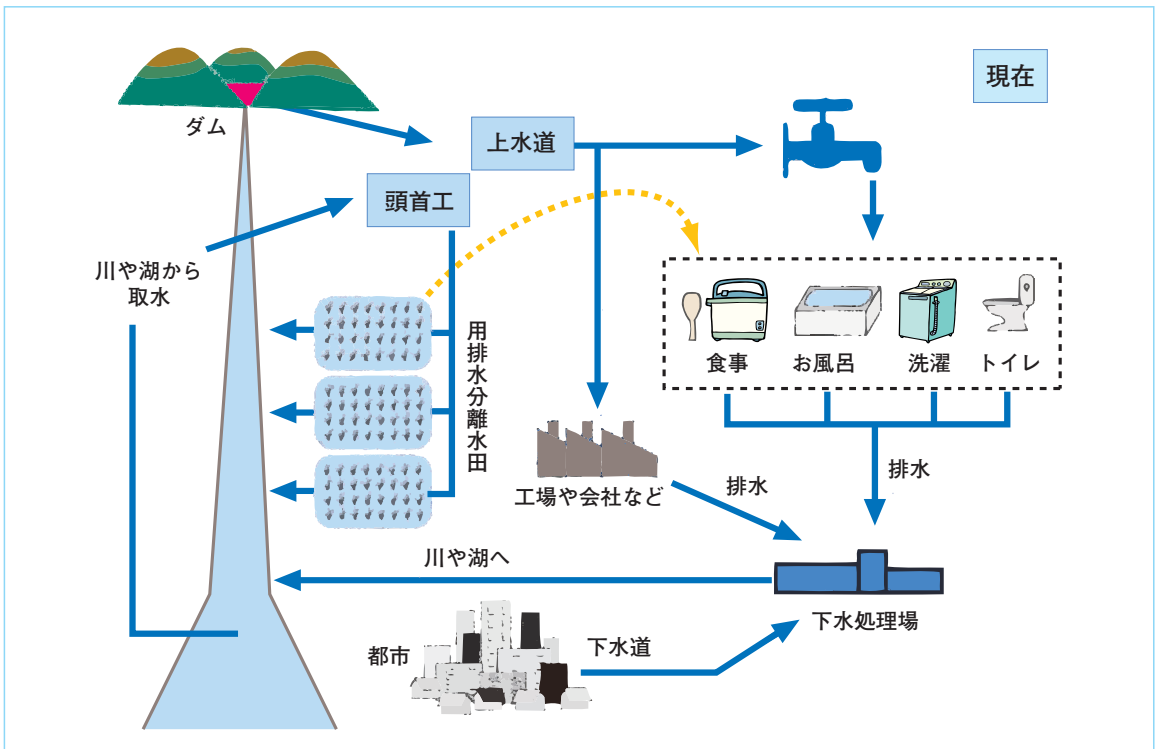 現在
ダム
上水道
頭首工
川や湖から
取水
用排水分離水田
食事
お風呂
洗濯
トイレ
工場や会社など
排水
排水
川や湖へ
下水処理場
都市
下水道